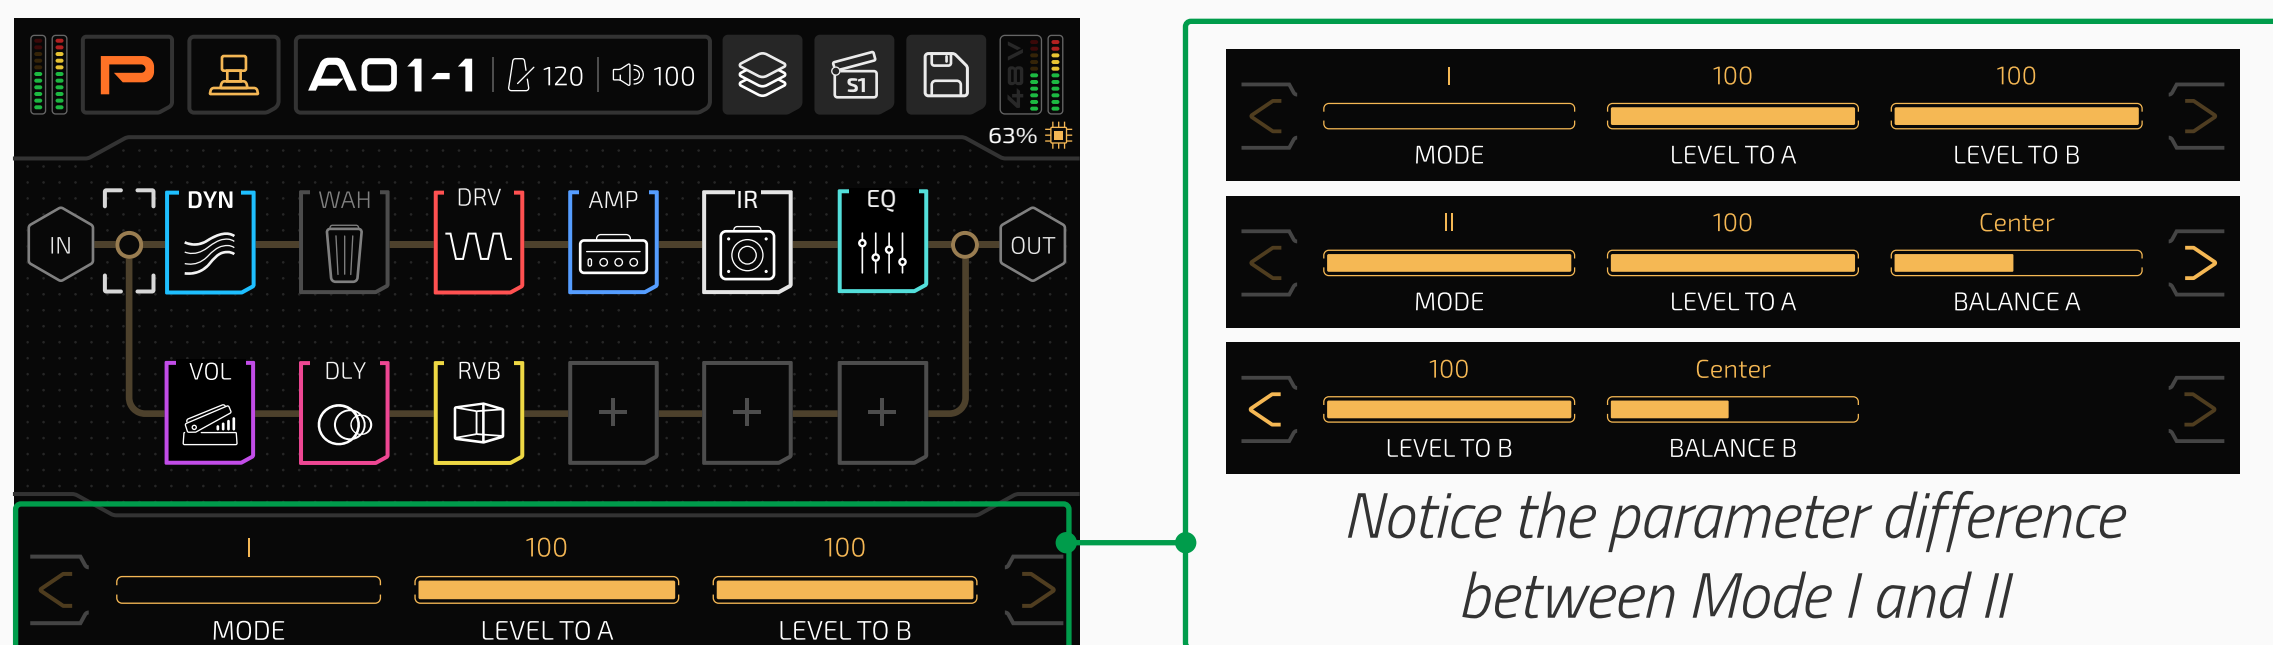 A01-1 120 100 S1 48V
63%
IN DYN WAH DRV AMP IR EQ OUT
VOL DLY RVB
I 100 100
MODE LEVEL TO A LEVEL TO B
I 100 100
MODE LEVEL TO A LEVEL TO B
II 100 Center
MODE LEVEL TO A BALANCE A
100 Center
LEVEL TO B BALANCE B
Notice the parameter difference
between Mode I and II